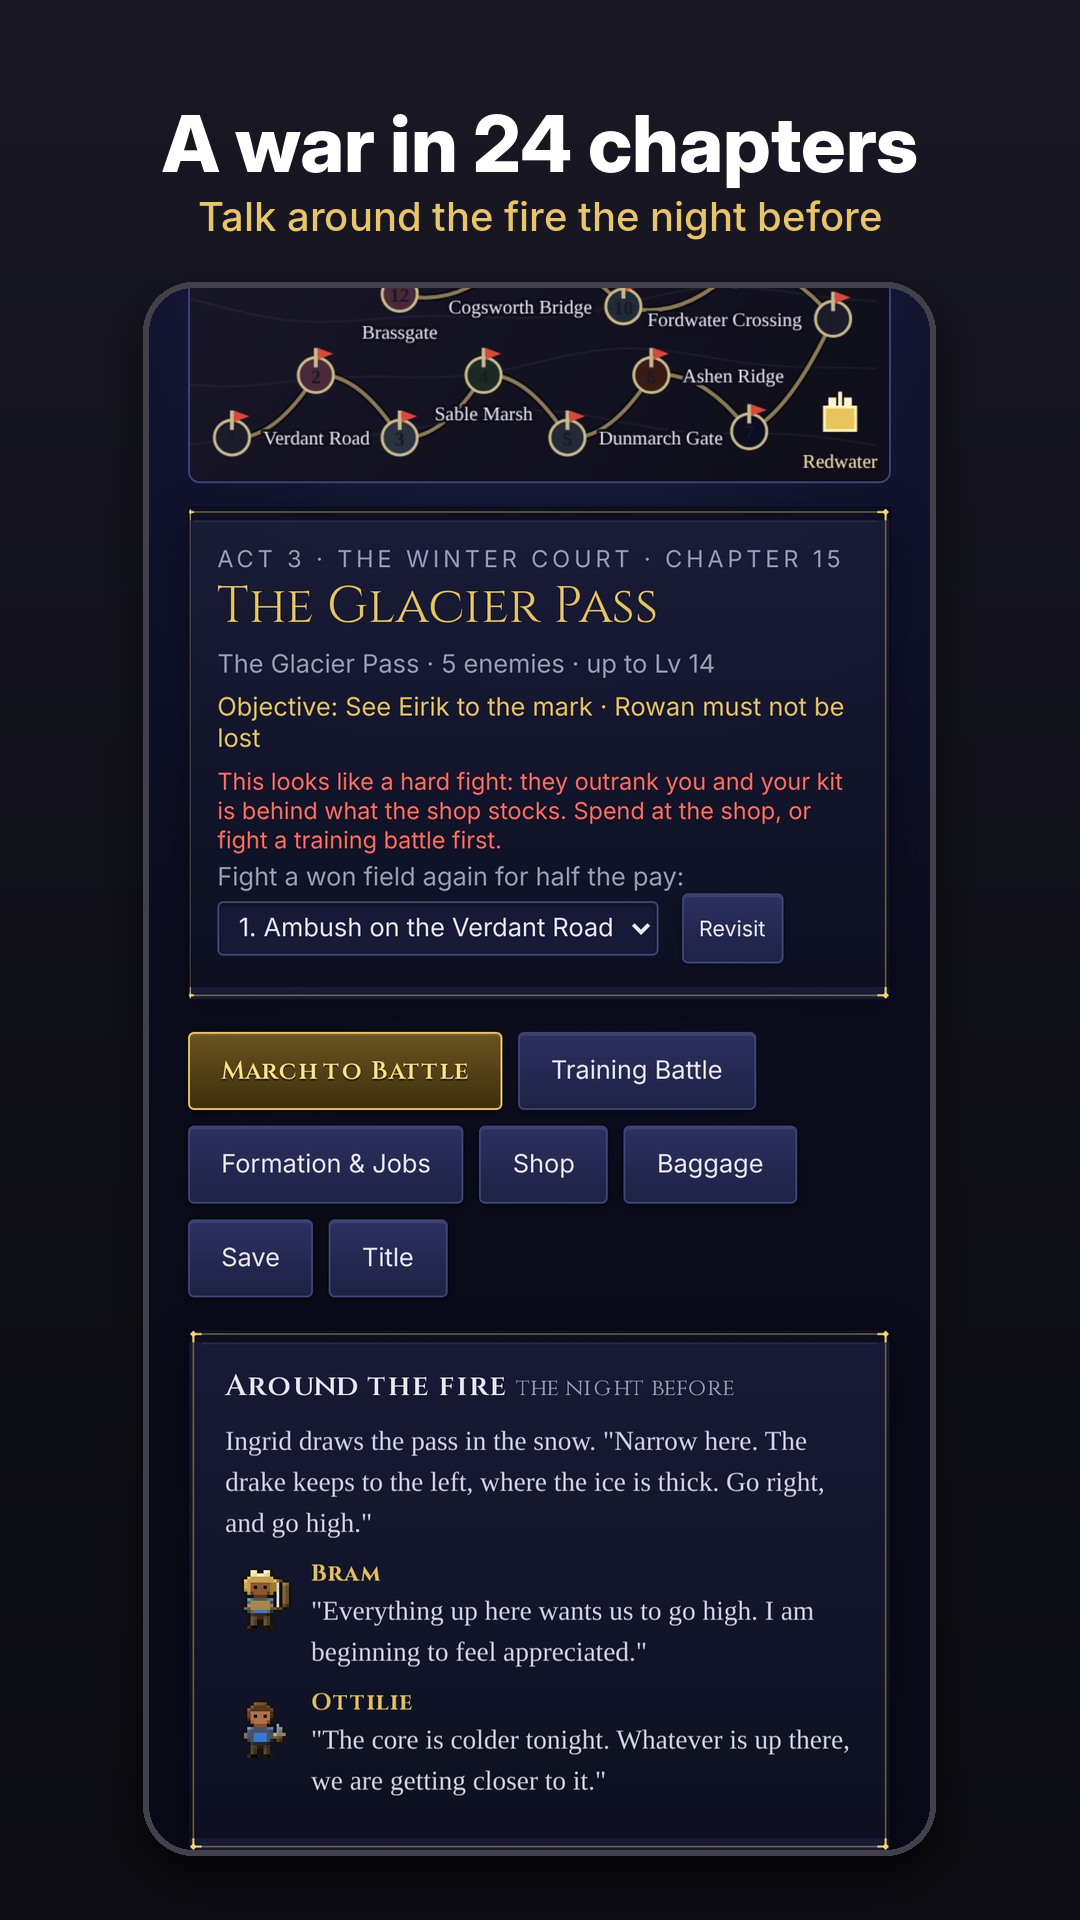 A war in 24 chapters
Talk around the fire the night before
12
Cogsworth Bridge
10
Fordwater Crossing
Brassgate
2
4
6
Ashen Ridge
Sable Marsh
Verdant Road
3
5
Dunmarch Gate
7
Redwater
ACT 3 · THE WINTER COURT · CHAPTER 15
The Glacier Pass
The Glacier Pass · 5 enemies · up to Lv 14
Objective: See Eirik to the mark · Rowan must not be
lost
This looks like a hard fight: they outrank you and your kit
is behind what the shop stocks. Spend at the shop, or
fight a training battle first.
Fight a won field again for half the pay:
1. Ambush on the Verdant Road
Revisit
March to Battle
Training Battle
Formation & Jobs
Shop
Baggage
Save
Title
Around the fire the night before
Ingrid draws the pass in the snow. "Narrow here. The
drake keeps to the left, where the ice is thick. Go right,
and go high."
Bram
"Everything up here wants us to go high. I am
beginning to feel appreciated."
Ottilie
"The core is colder tonight. Whatever is up there,
we are getting closer to it."